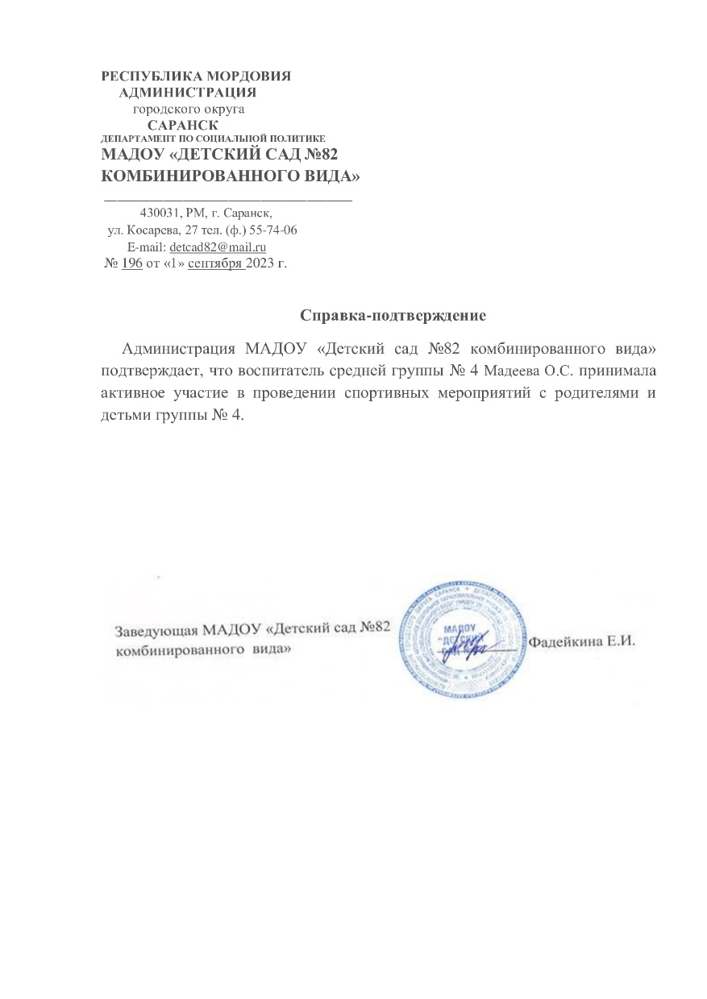 РЕСПУБЛИКА МОРДОВИЯ
АДМИНИСТРАЦИЯ
городского округа
САРАНСК
ДЕПАРТАМЕНТ ПО СОЦИАЛЬНОЙ ПОЛИТИКЕ
МАДОУ «ДЕТСКИЙ САД №82
КОМБИНИРОВАННОГО ВИДА»
430031, РМ, г. Саранск,
ул. Косарева, 27 тел. (ф.) 55-74-06
E-mail: detcad82@mail.ru
№ 196 от «1» сентября 2023 г.
Справка-подтверждение
Администрация МАДОУ «Детский сад №82 комбинированного вида»
подтверждает, что воспитатель средней группы № 4 Мадеева О.С. принимала
активное участие в проведении спортивных мероприятий с родителями и
детьми группы № 4.
Заведующая МАДОУ «Детский сад №82
комбинированного вида»
МАДОУ
"ДЕТСКИЙ
Фадейкина Е.И.